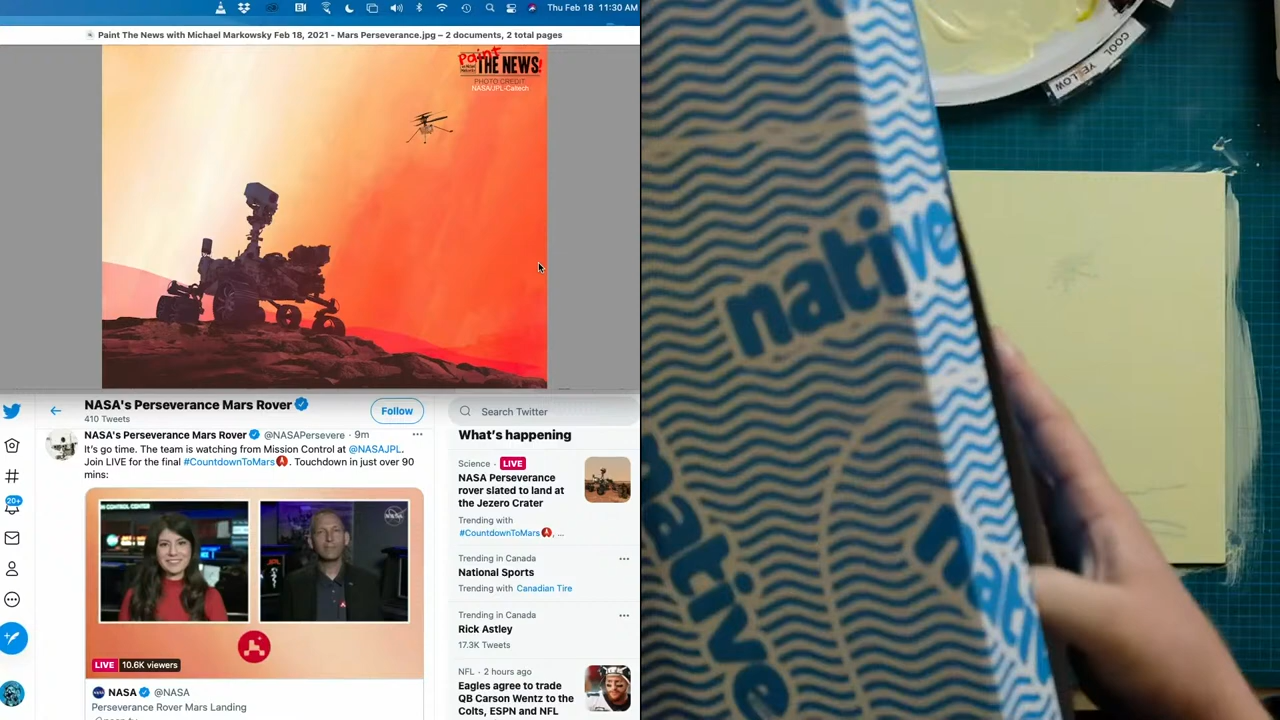 Thu Feb 18 11:30 AM
Paint The News with Michael Markowsky Feb 18, 2021 - Mars Perseverance.jpg – 2 documents, 2 total pages
Paint
THE NEWS!
PHOTO CREDIT
NASA/JPL-Caltech
NASA's Perseverance Mars Rover
410 Tweets
Follow
NASA's Perseverance Mars Rover @NASAPersevere · 9m
It's go time. The team is watching from Mission Control at @NASAJPL.
Join LIVE for the final #CountdownToMars. Touchdown in just over 90
mins:
20+
NASA
LIVE 10.6K viewers
NASA @NASA
Perseverance Rover Mars Landing
Search Twitter
What's happening
Science · LIVE
NASA Perseverance
rover slated to land at
the Jezero Crater
Trending with
#CountdownToMars, ...
Trending in Canada
National Sports
Trending with Canadian Tire
Trending in Canada
Rick Astley
17.3K Tweets
NFL · 2 hours ago
Eagles agree to trade
QB Carson Wentz to the
Colts, ESPN and NFL
native
native
COOL
YELLOW